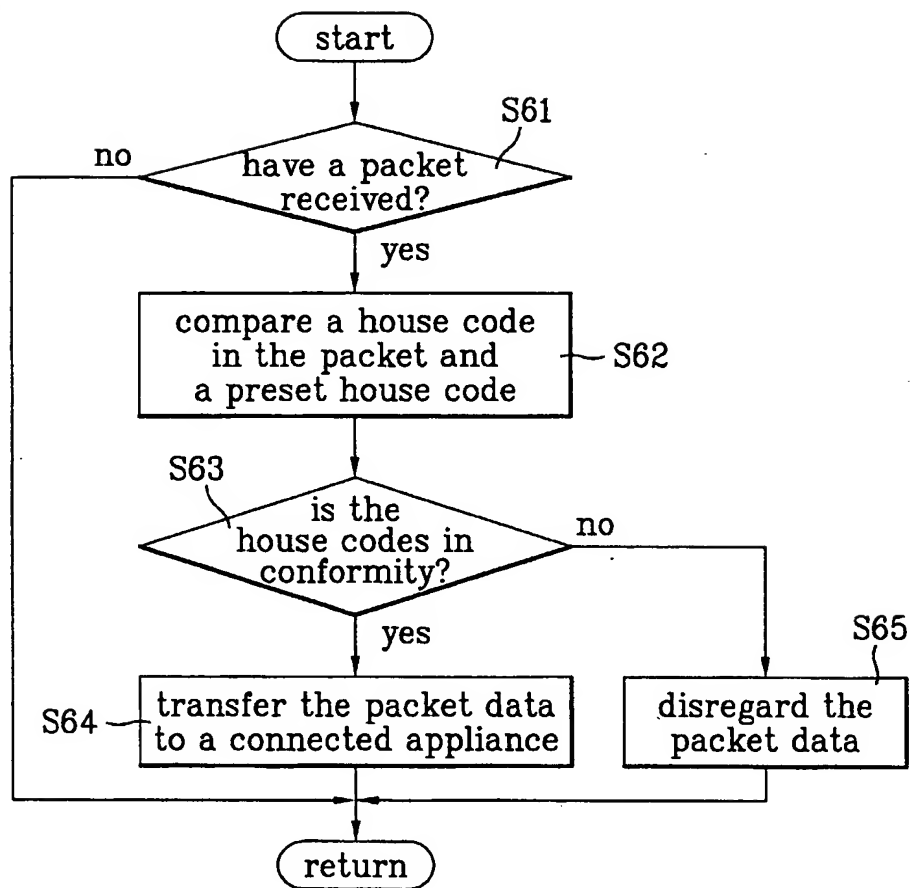 start
S61
no
have a packet
received?
yes
compare a house code
in the packet and
a preset house code
S62
S63
is the
house codes in
conformity?
no
yes
S65
S64
transfer the packet data
to a connected appliance
disregard the
packet data
return